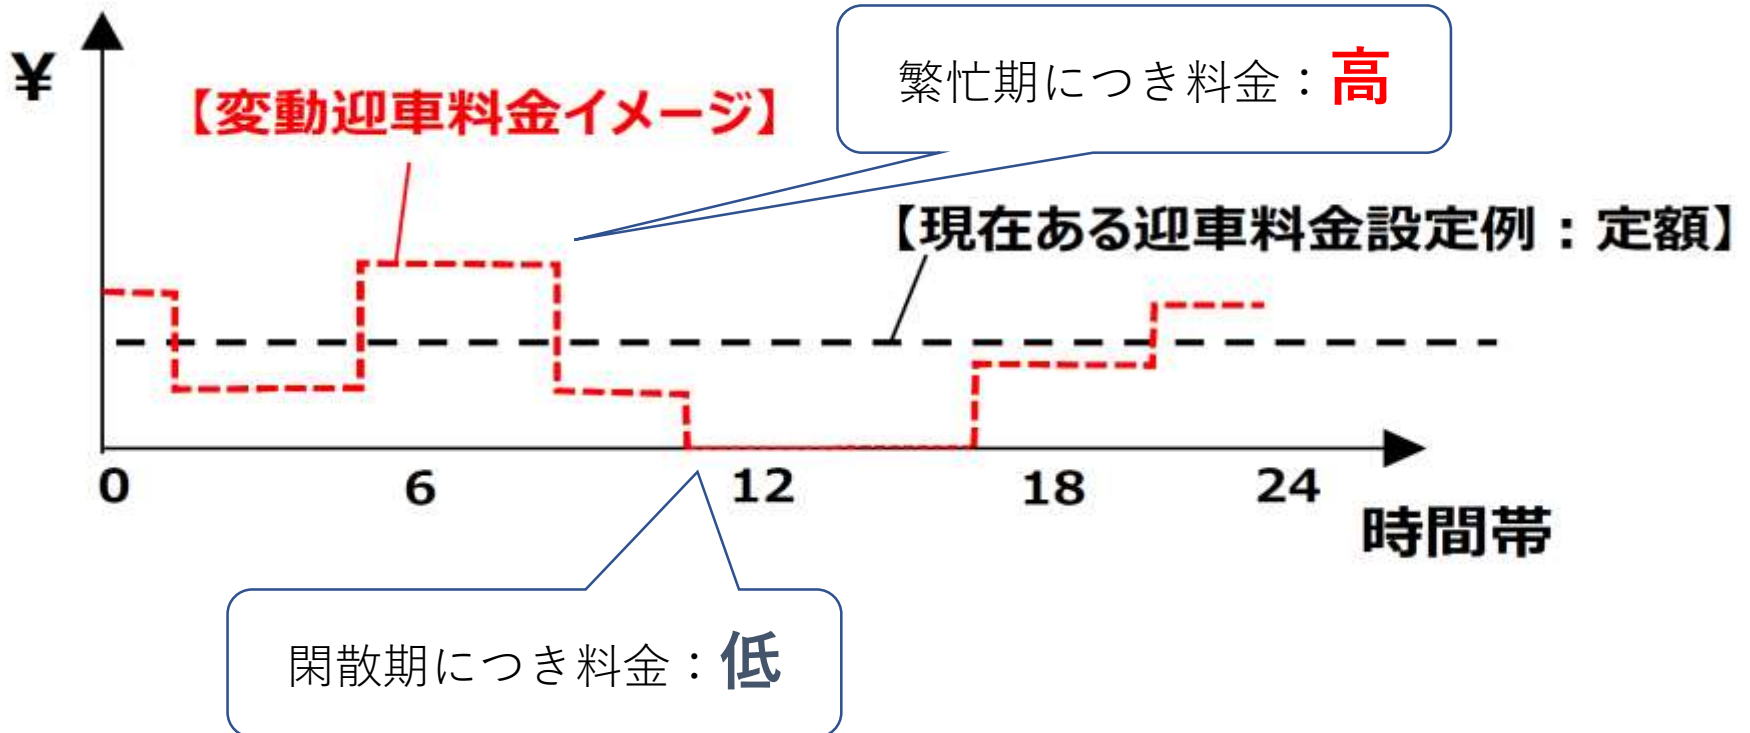 ¥
繁忙期につき料金：高
【変動迎車料金イメージ】
【現在ある迎車料金設定例：定額】
0 6 12 18 24
時間帯
閑散期につき料金：低